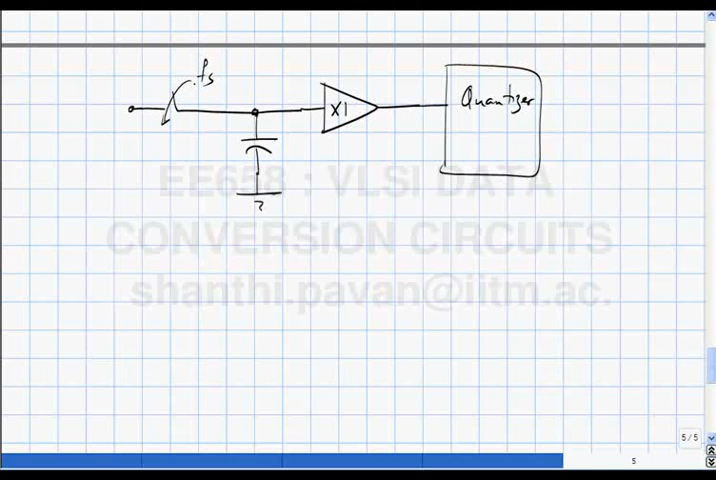 fs
X1
Quantizer
EE658 : VLSI DATA
CONVERSION CIRCUITS
shanthi.pavan@iitm.ac.
5/5
5